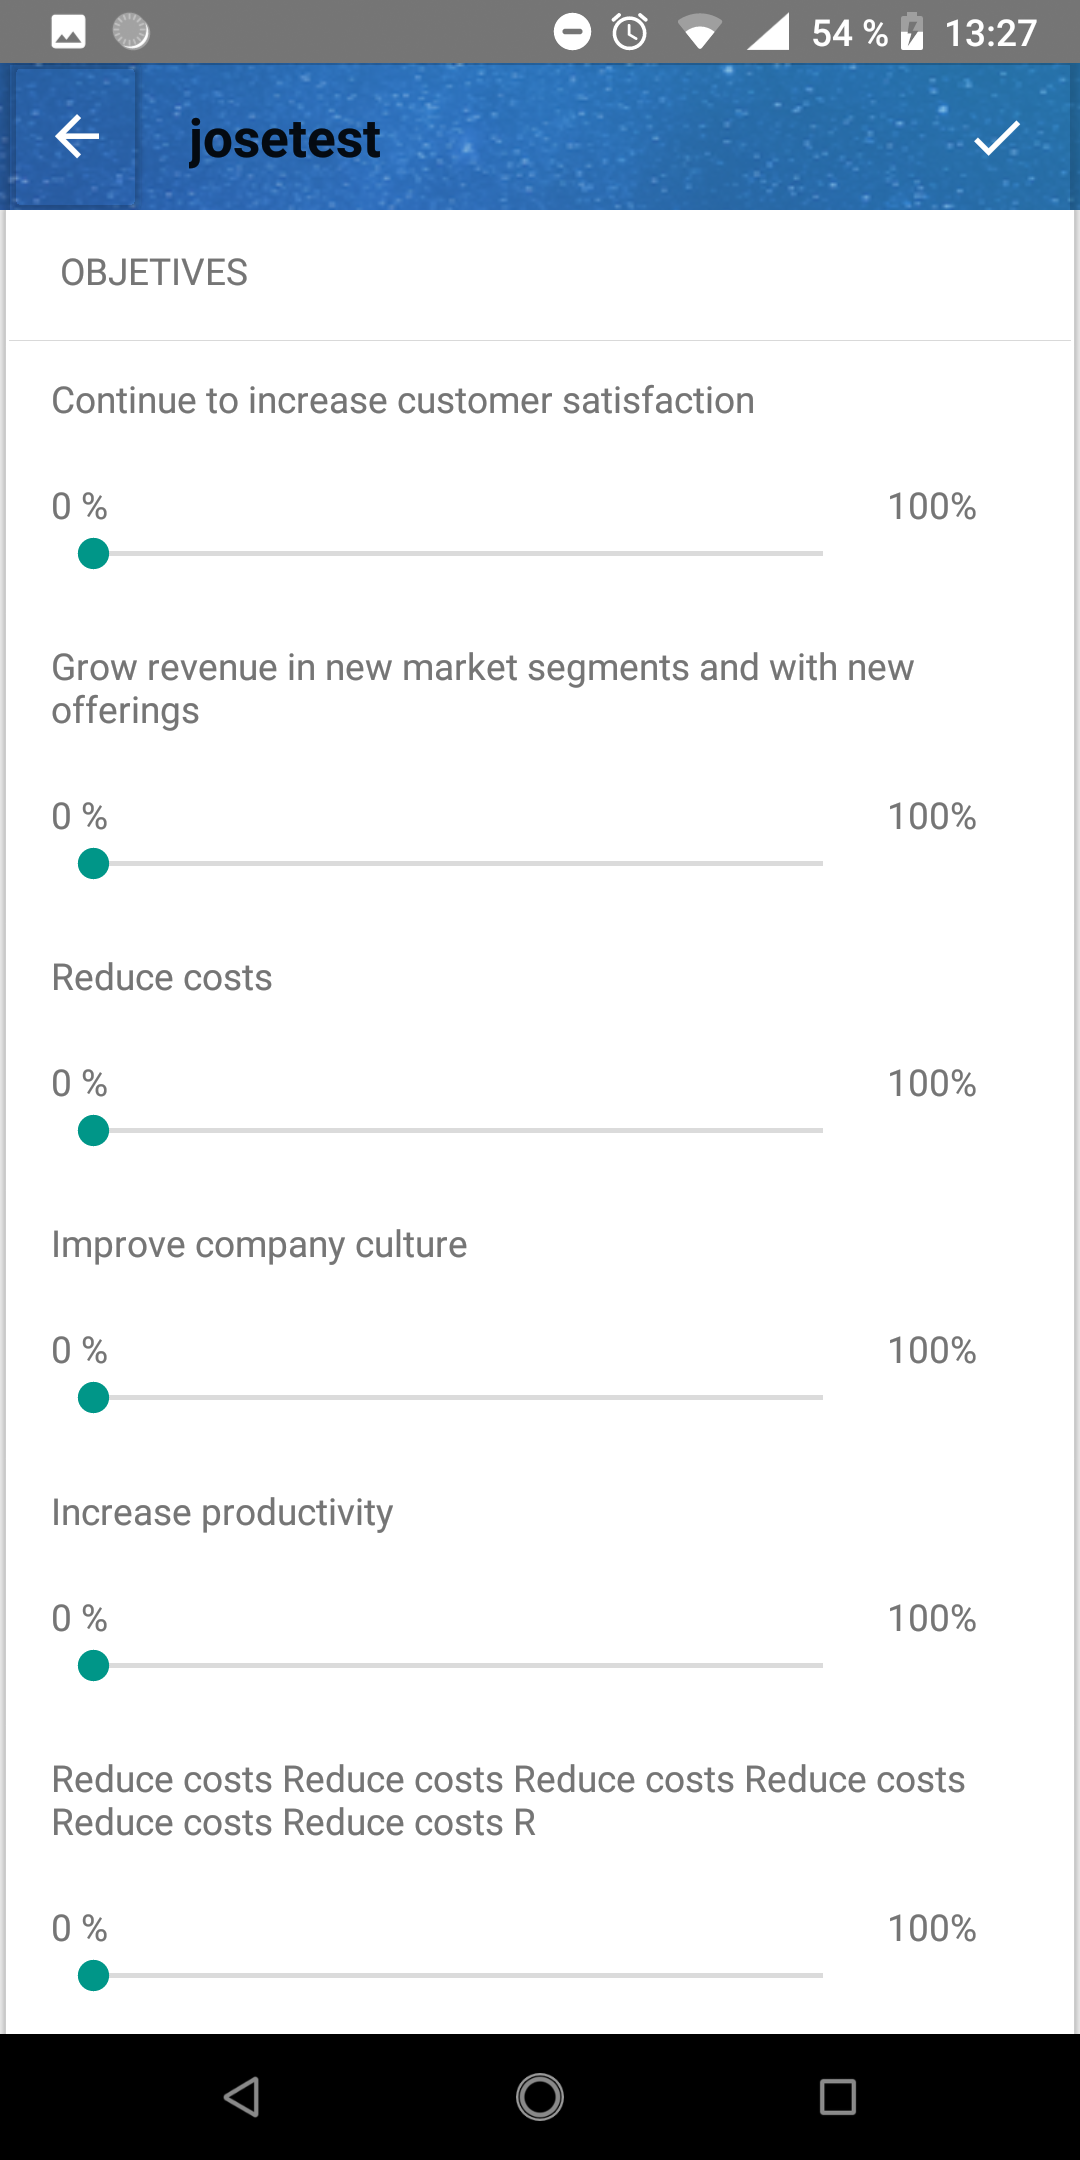 54 % 13:27
josetest
OBJETIVES
Continue to increase customer satisfaction
0 % 100%
Grow revenue in new market segments and with new
offerings
0 % 100%
Reduce costs
0 % 100%
Improve company culture
0 % 100%
Increase productivity
0 % 100%
Reduce costs Reduce costs Reduce costs Reduce costs
Reduce costs Reduce costs R
0 % 100%